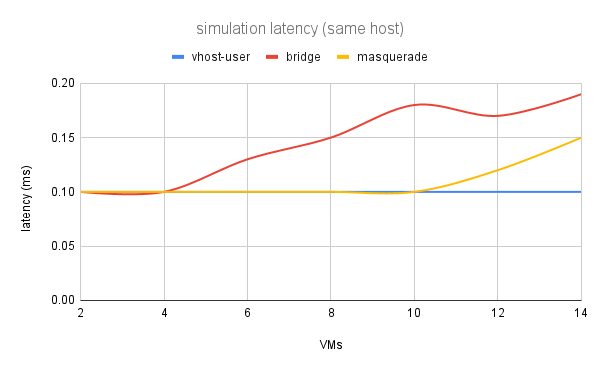 simulation latency (same host)
vhost-user bridge masquerade
0.20
0.15
0.10
0.05
0.00
latency (ms)
2 4 6 8 10 12 14
VMs